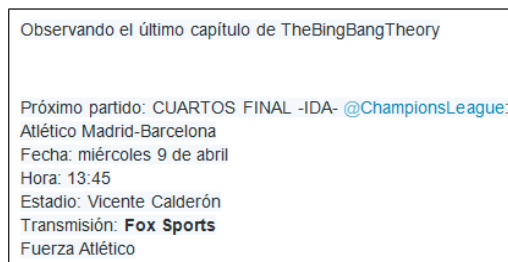 Observando el último capítulo de TheBingBangTheory
Próximo partido: CUARTOS FINAL -IDA- @ChampionsLeague:
Atlético Madrid-Barcelona
Fecha: miércoles 9 de abril
Hora: 13:45
Estadio: Vicente Calderón
Transmisión: Fox Sports
Fuerza Atlético